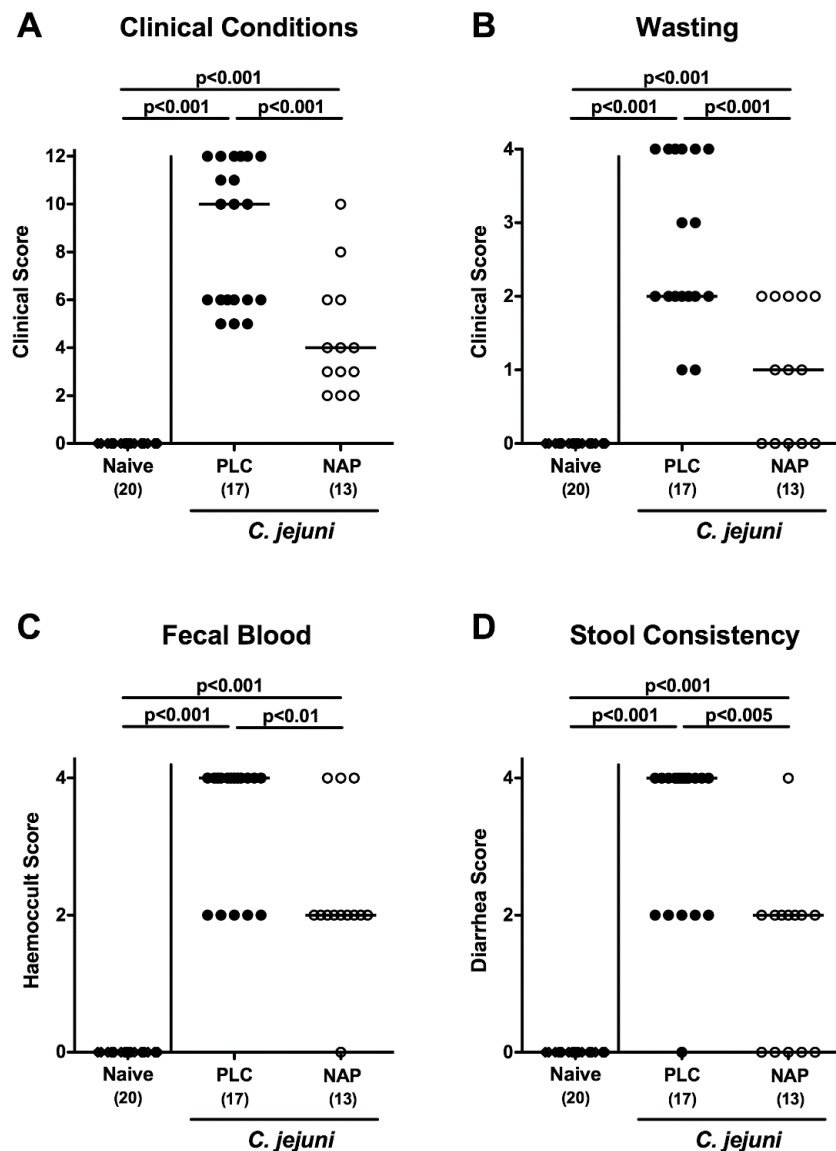 A Clinical Conditions
p<0.001
p<0.001 p<0.001
Clinical Score
12
10
8
6
4
2
0
Naive PLC NAP
(20) (17) (13)
C. jejuni
B Wasting
p<0.001
p<0.001 p<0.001
Clinical Score
4
3
2
1
0
Naive PLC NAP
(20) (17) (13)
C. jejuni
C Fecal Blood
p<0.001
p<0.001 p<0.01
Haemoccult Score
4
2
0
Naive PLC NAP
(20) (17) (13)
C. jejuni
D Stool Consistency
p<0.001
p<0.001 p<0.005
Diarrhea Score
4
2
0
Naive PLC NAP
(20) (17) (13)
C. jejuni